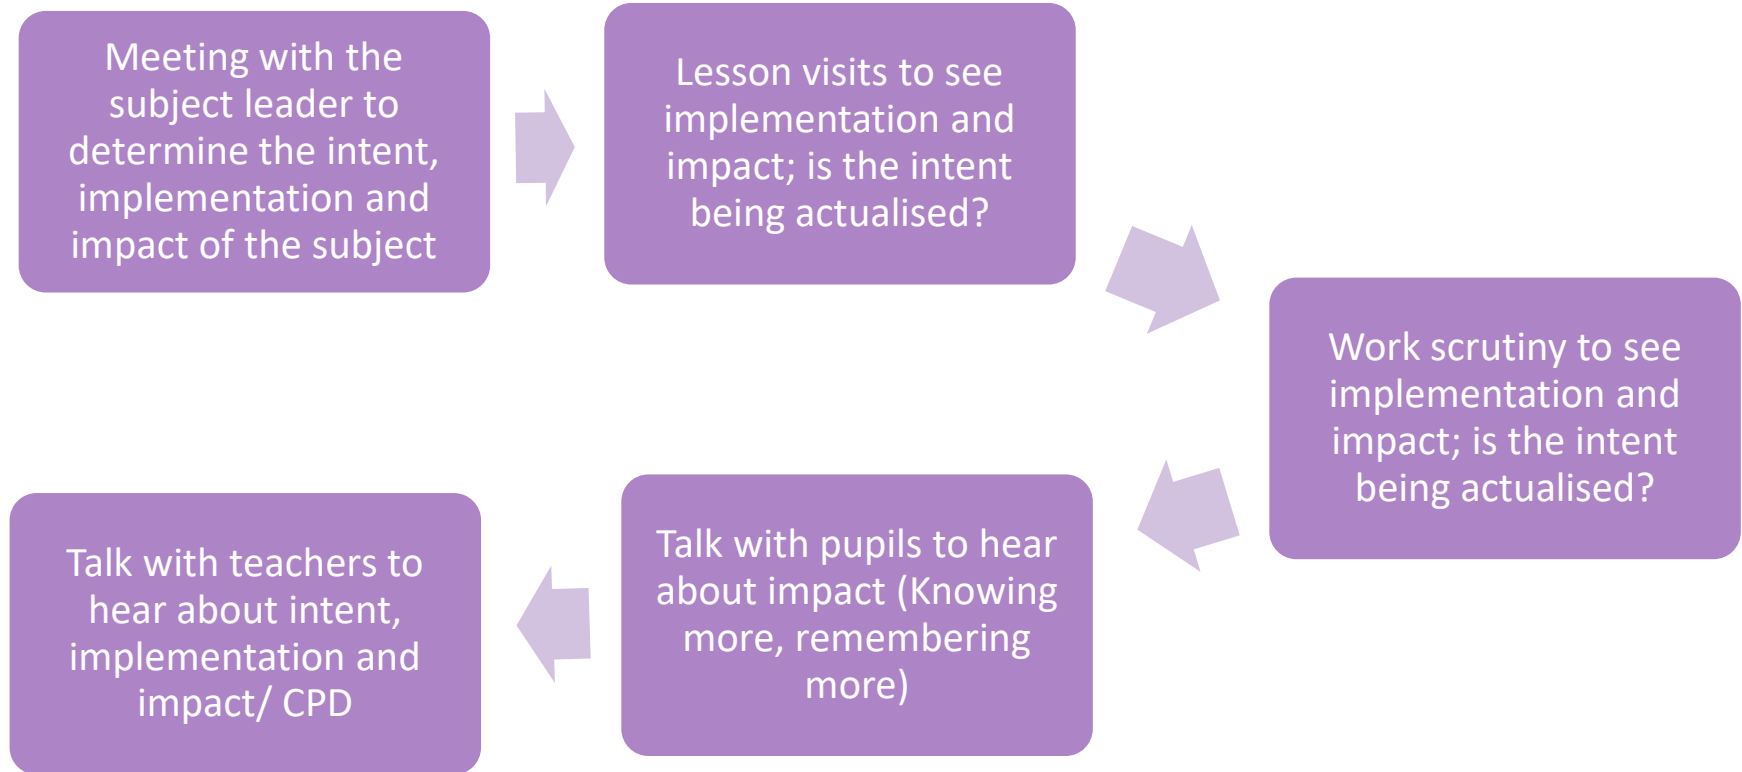 Meeting with the
subject leader to
determine the intent,
implementation and
impact of the subject
Lesson visits to see
implementation and
impact; is the intent
being actualised?
Work scrutiny to see
implementation and
impact; is the intent
being actualised?
Talk with pupils to hear
about impact (Knowing
more, remembering
more)
Talk with teachers to
hear about intent,
implementation and
impact/ CPD